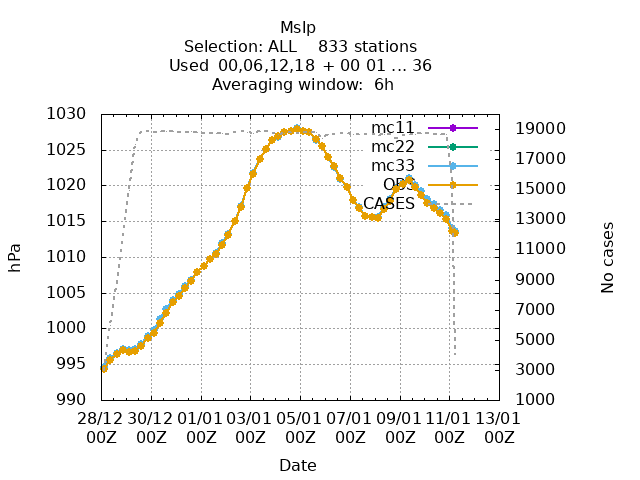 Mslp
Selection: ALL    833 stations
Used  00,06,12,18  + 00 01 ... 36
Averaging window:  6h
1030
1025
1020
1015
1010
1005
1000
995
990
hPa
19000
17000
15000
13000
11000
9000
7000
5000
3000
1000
No cases
mc11
mc22
mc33
OBS
CASES
28/12 30/12 01/01 03/01 05/01 07/01 09/01 11/01 13/01
00Z 00Z 00Z 00Z 00Z 00Z 00Z 00Z 00Z
Date